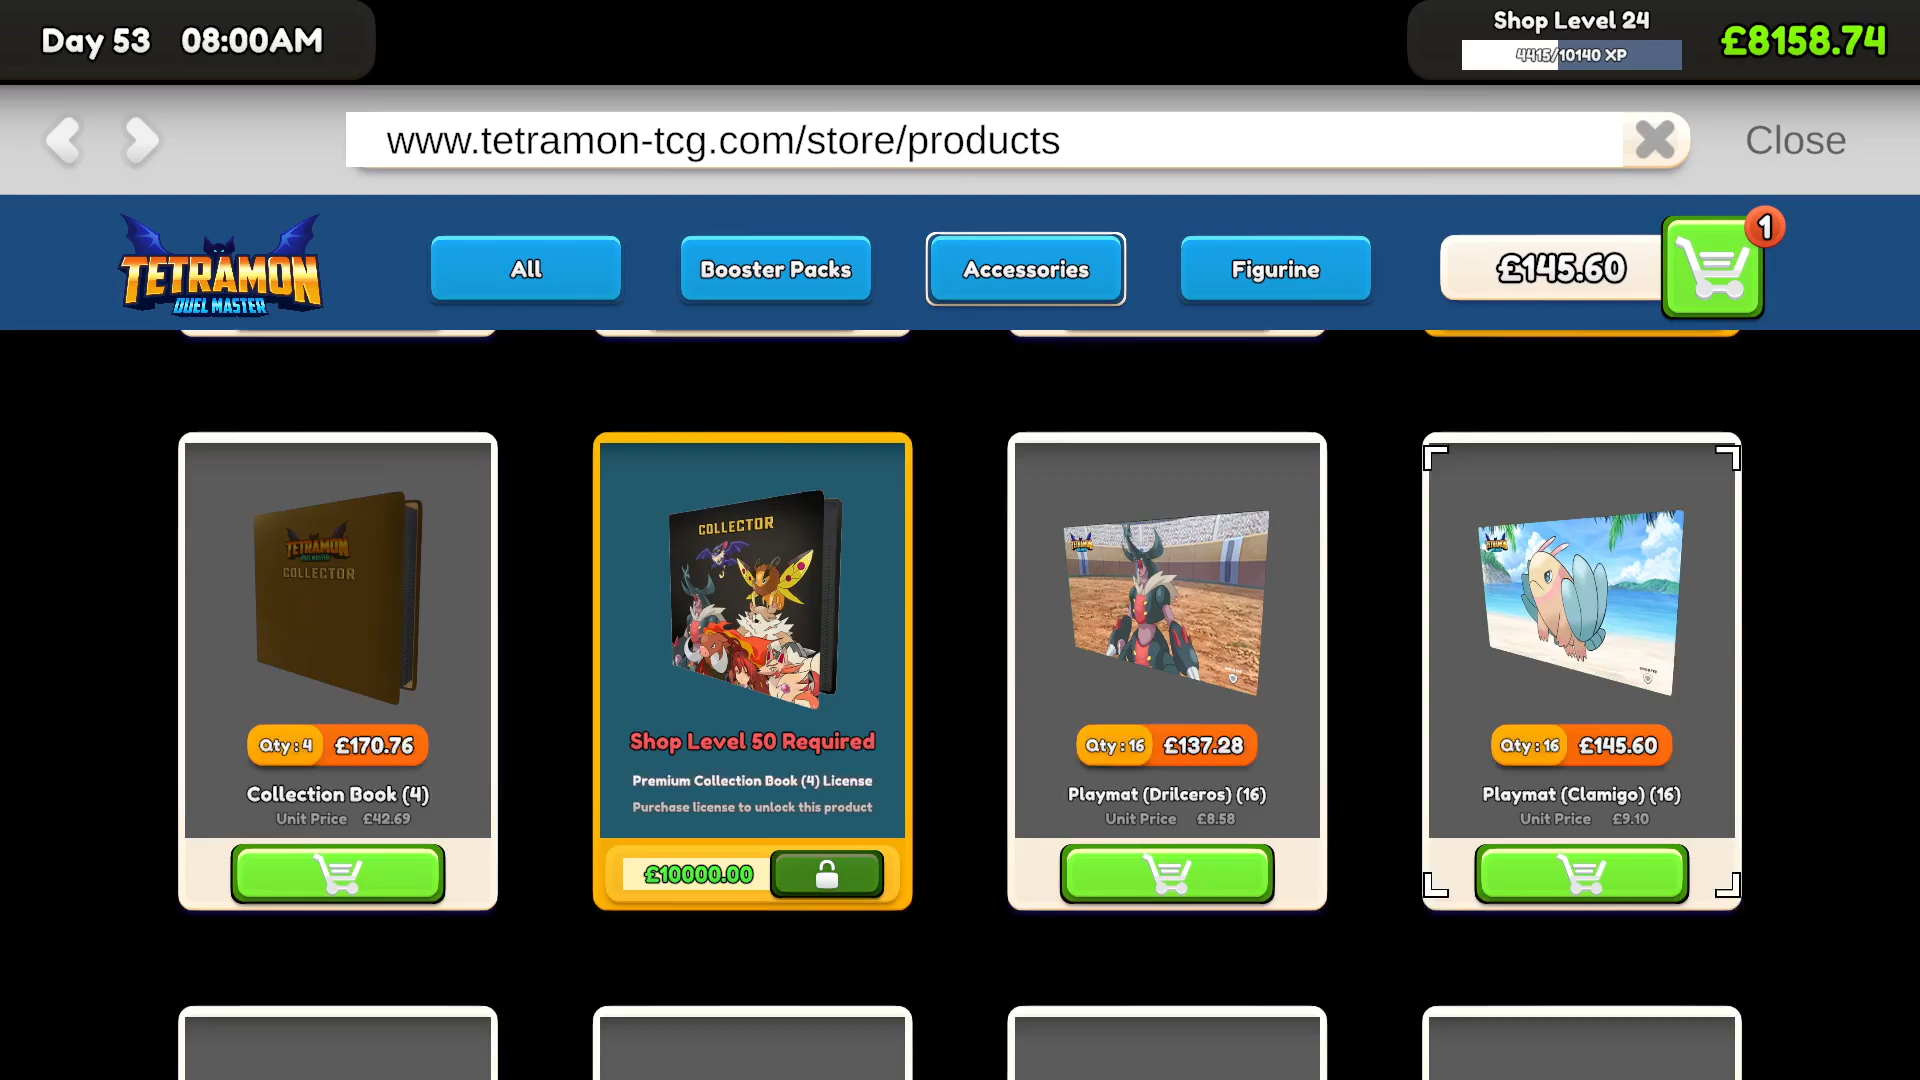 Day 53 08:00AM
Shop Level 24
4415/10140 XP
£8158.74
www.tetramon-tcg.com/store/products
Close
TETRAMON
DUEL MASTER
All
Booster Packs
Accessories
Figurine
£145.60
1
TETRAMON
COLLECTOR
Qty : 4 £170.76
Collection Book (4)
Unit Price £42.69
COLLECTOR
Shop Level 50 Required
Premium Collection Book (4) License
Purchase license to unlock this product
£10000.00
TETRAMON
Qty : 16 £137.28
Playmat (Drilceros) (16)
Unit Price £8.58
TETRAMON
Qty : 16 £145.60
Playmat (Clamigo) (16)
Unit Price £9.10